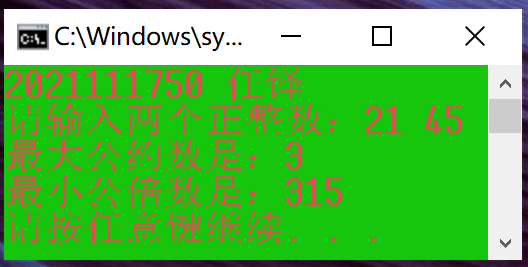 C:\Windows\sy...
2021111750 任铎
请输入两个正整数：21 45
最大公约数是：3
最小公倍数是：315
请按任意键继续. . .